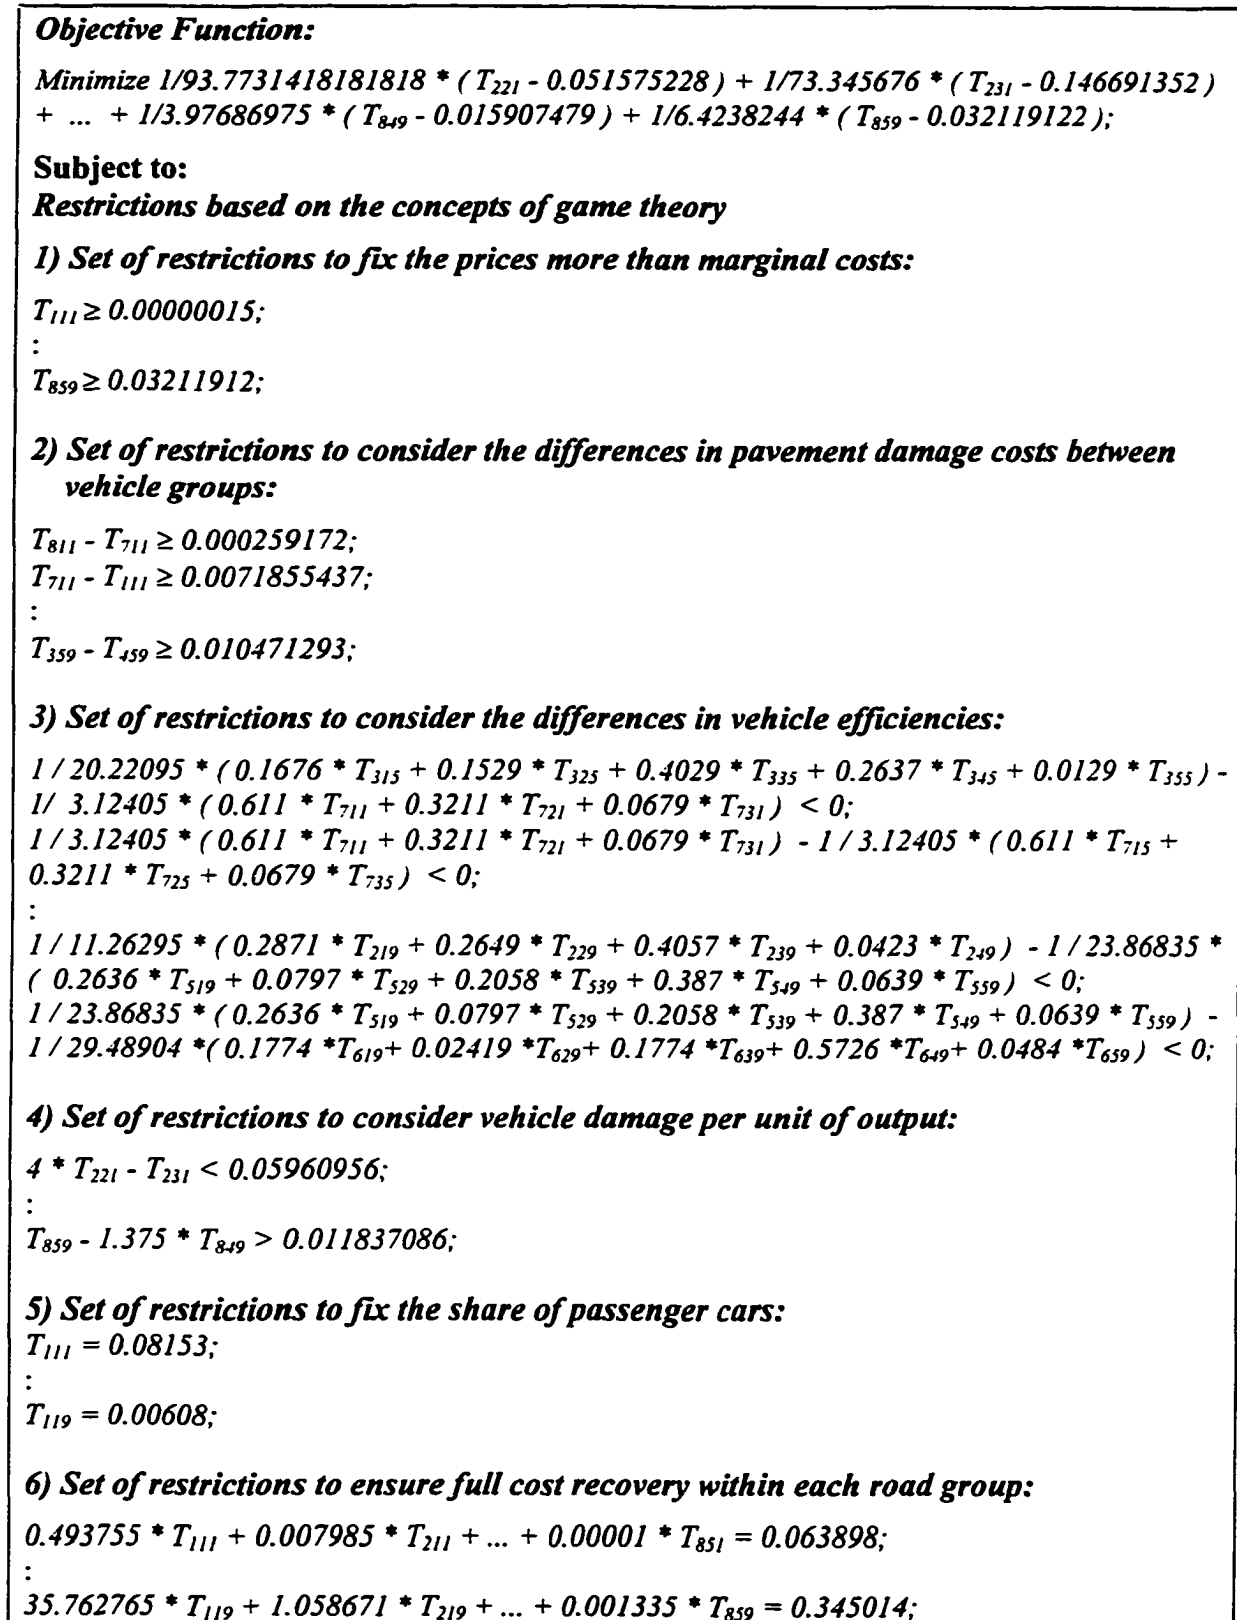 Objective Function:
Minimize 1/93.7731418181818 * ( T221 - 0.051575228 ) + 1/73.345676 * ( T231 - 0.146691352 )
+ ... + 1/3.97686975 * ( T849 - 0.015907479 ) + 1/6.4238244 * ( T859 - 0.032119122 );
Subject to:
Restrictions based on the concepts of game theory
1) Set of restrictions to fix the prices more than marginal costs:
T111 ≥ 0.00000015;
:
T859 ≥ 0.03211912;
2) Set of restrictions to consider the differences in pavement damage costs between
vehicle groups:
T811 - T711 ≥ 0.000259172;
T711 - T111 ≥ 0.0071855437;
:
T359 - T459 ≥ 0.010471293;
3) Set of restrictions to consider the differences in vehicle efficiencies:
1 / 20.22095 * ( 0.1676 * T315 + 0.1529 * T325 + 0.4029 * T335 + 0.2637 * T345 + 0.0129 * T355 ) -
1/ 3.12405 * ( 0.611 * T711 + 0.3211 * T721 + 0.0679 * T731 ) < 0;
1 / 3.12405 * ( 0.611 * T711 + 0.3211 * T721 + 0.0679 * T731 ) - 1 / 3.12405 * ( 0.611 * T715 +
0.3211 * T725 + 0.0679 * T735 ) < 0;
:
1 / 11.26295 * ( 0.2871 * T219 + 0.2649 * T229 + 0.4057 * T239 + 0.0423 * T249 ) - 1 / 23.86835 *
( 0.2636 * T519 + 0.0797 * T529 + 0.2058 * T539 + 0.387 * T549 + 0.0639 * T559 ) < 0;
1 / 23.86835 * ( 0.2636 * T519 + 0.0797 * T529 + 0.2058 * T539 + 0.387 * T549 + 0.0639 * T559 ) -
1 / 29.48904 *( 0.1774 *T619+ 0.02419 *T629+ 0.1774 *T639+ 0.5726 *T649+ 0.0484 *T659 ) < 0;
4) Set of restrictions to consider vehicle damage per unit of output:
4 * T221 - T231 < 0.05960956;
:
T859 - 1.375 * T849 > 0.011837086;
5) Set of restrictions to fix the share of passenger cars:
T111 = 0.08153;
:
T119 = 0.00608;
6) Set of restrictions to ensure full cost recovery within each road group:
0.493755 * T111 + 0.007985 * T211 + ... + 0.00001 * T851 = 0.063898;
:
35.762765 * T119 + 1.058671 * T219 + ... + 0.001335 * T859 = 0.345014;